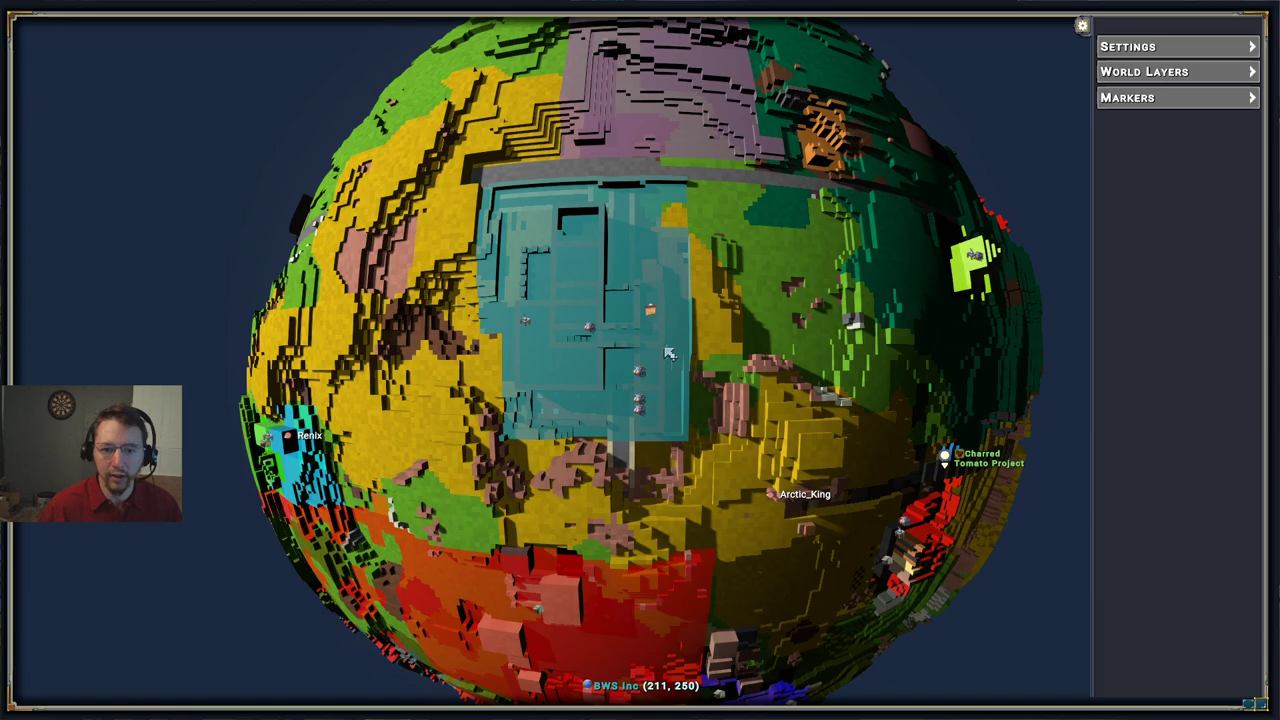 SETTINGS
WORLD LAYERS
MARKERS
Renix
Charred
Tomato Project
Arctic_King
BWS Inc (211, 250)